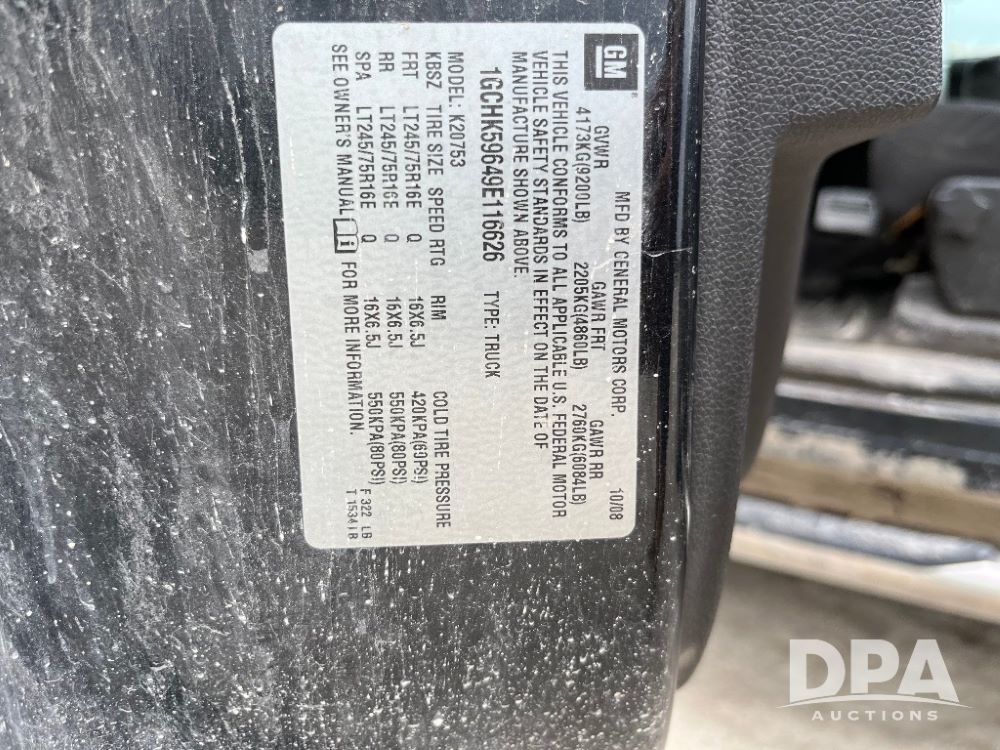 GM
MFD BY GENERAL MOTORS CORP. 10/08
GVWR GAWR FRT GAWR RR
4173KG(9200LB) 2205KG(4860LB) 2760KG(6084LB)
THIS VEHICLE CONFORMS TO ALL APPLICABLE U.S. FEDERAL MOTOR
VEHICLE SAFETY STANDARDS IN EFFECT ON THE DATE OF
MANUFACTURE SHOWN ABOVE.
1GCHK59649E116626 TYPE: TRUCK
MODEL: K20753
KBSZ TIRE SIZE SPEED RTG RIM COLD TIRE PRESSURE
FRT LT245/75R16E Q 16X6.5J 420KPA(60PSI)
RR LT245/75R16E Q 16X6.5J 550KPA(80PSI)
SPA LT245/75R16E Q 16X6.5J 550KPA(80PSI)
SEE OWNER'S MANUAL FOR MORE INFORMATION.
F 322 LB
T 1534 LB
DPA
AUCTIONS